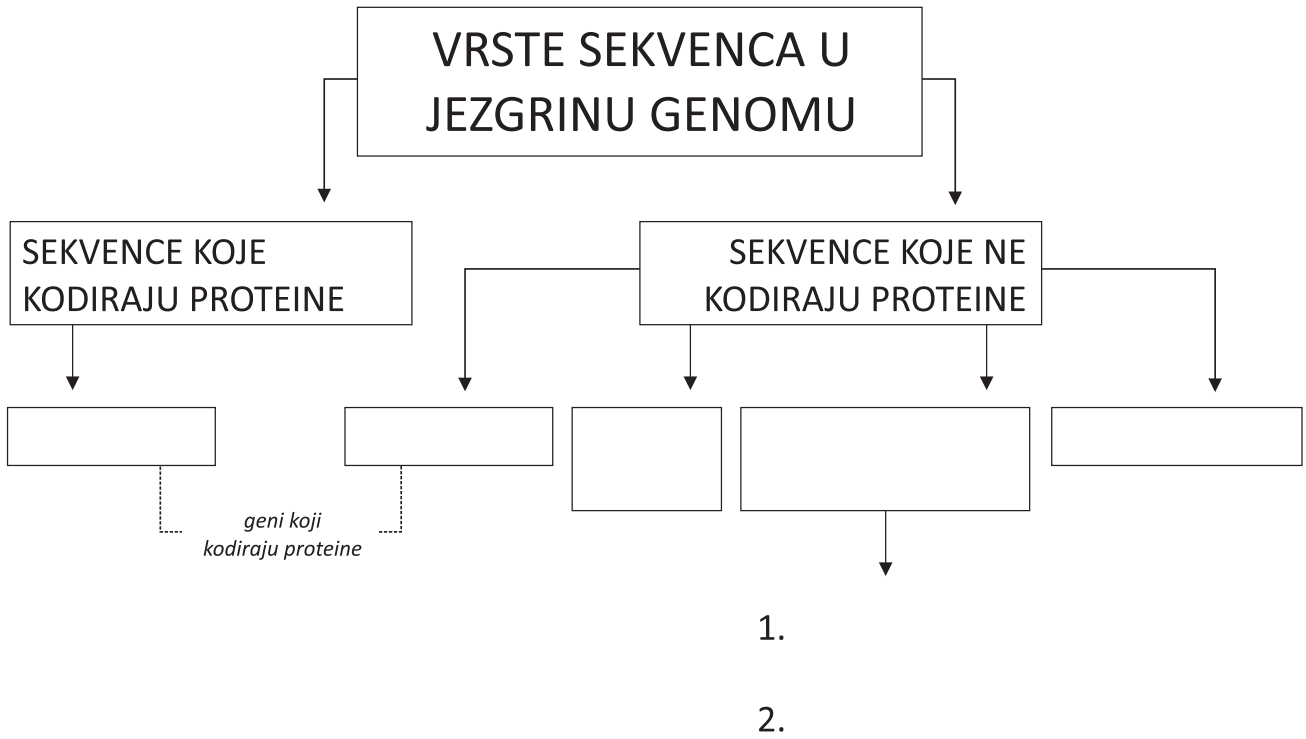 VRSTE SEKVENCA U
JEZGRINU GENOMU
SEKVENCE KOJE
KODIRAJU PROTEINE
SEKVENCE KOJE NE
KODIRAJU PROTEINE
geni koji
kodiraju proteine
1.
2.